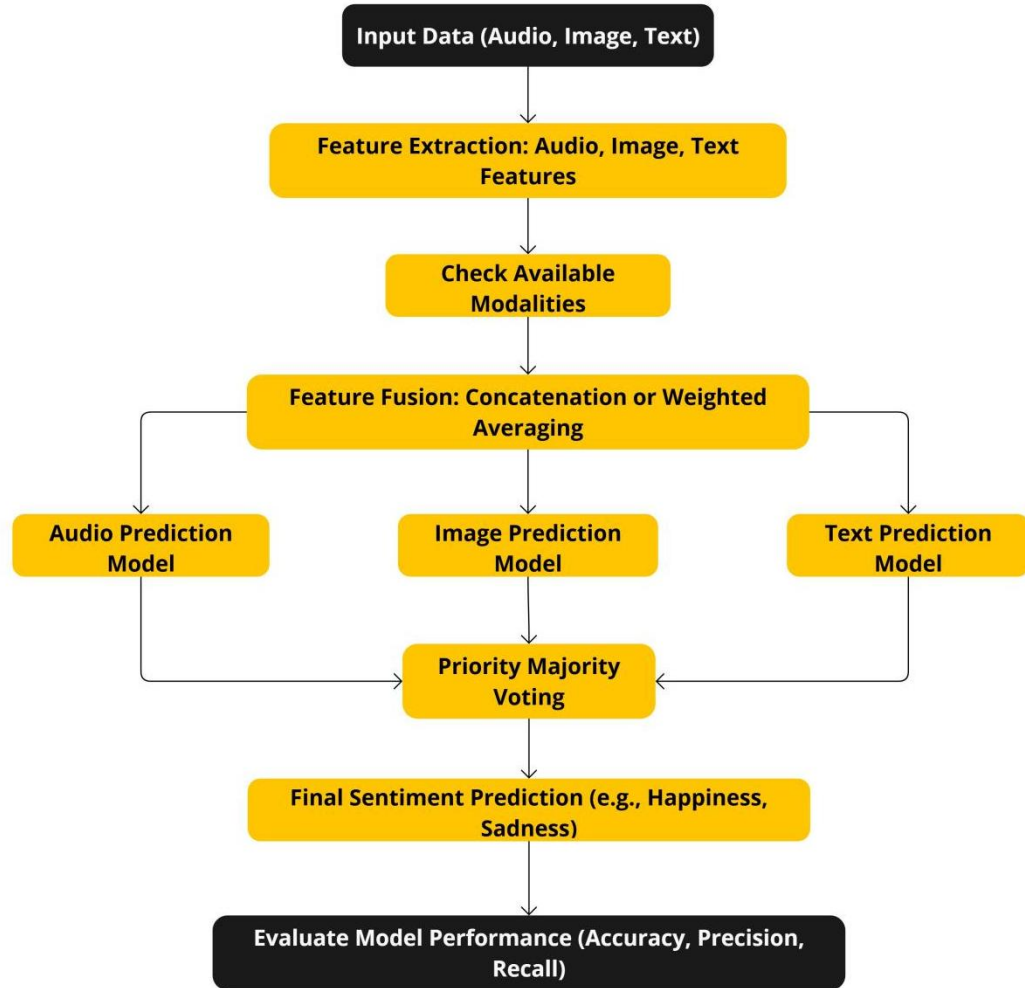 Input Data (Audio, Image, Text)
Feature Extraction: Audio, Image, Text
Features
Check Available
Modalities
Feature Fusion: Concatenation or Weighted
Averaging
Audio Prediction
Model
Image Prediction
Model
Text Prediction
Model
Priority Majority
Voting
Final Sentiment Prediction (e.g., Happiness,
Sadness)
Evaluate Model Performance (Accuracy, Precision,
Recall)